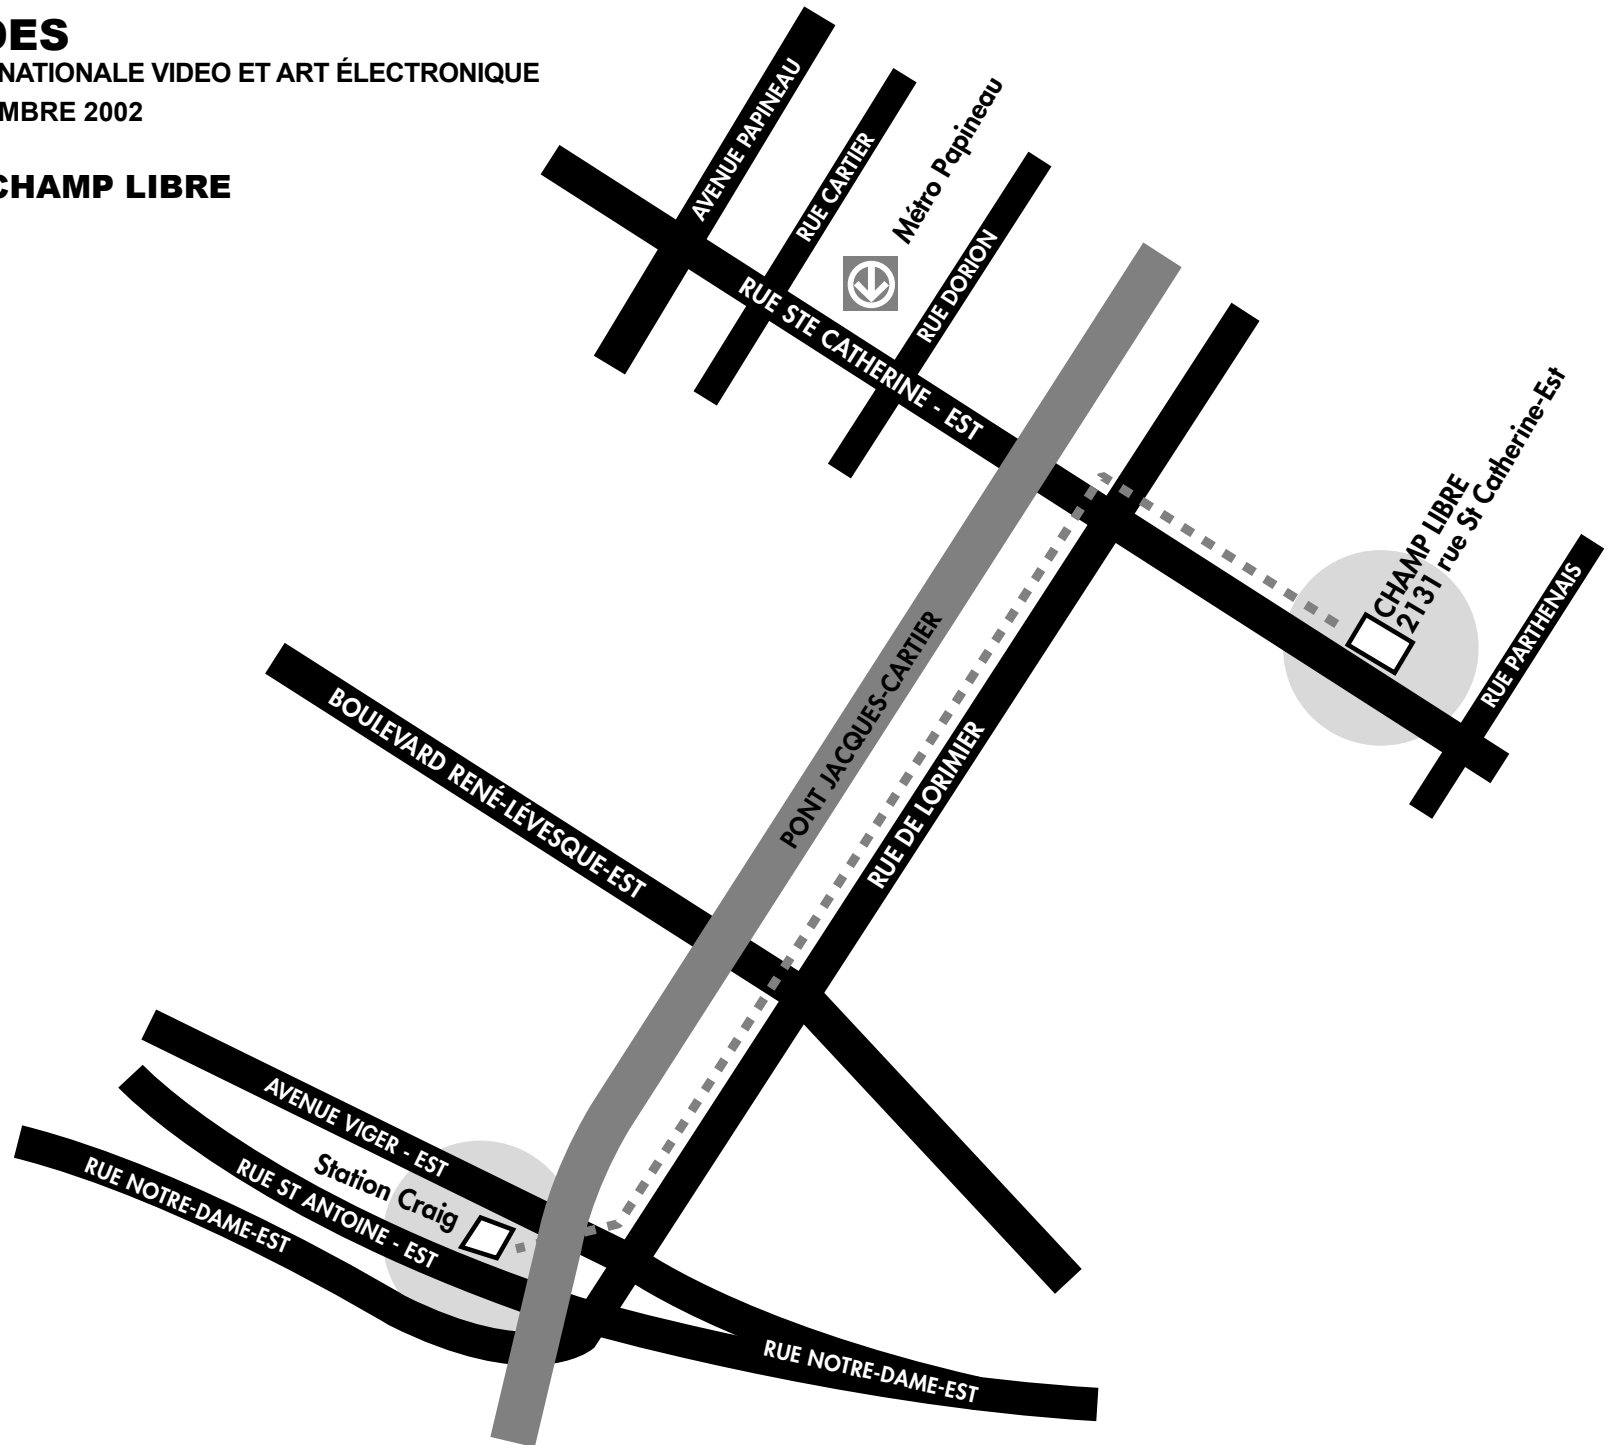 DES
NATIONALE VIDEO ET ART ÉLECTRONIQUE
MBRE 2002
CHAMP LIBRE
AVENUE PAPINEAU
RUE CARTIER
Métro Papineau
RUE DORION
RUE STE CATHERINE - EST
CHAMP LIBRE
2131 rue St Catherine-Est
RUE PARTHENAIS
PONT JACQUES-CARTIER
RUE DE LORIMIER
BOULEVARD RENÉ-LÉVESQUE-EST
AVENUE VIGER - EST
Station Craig
RUE ST ANTOINE - EST
RUE NOTRE-DAME-EST
RUE NOTRE-DAME-EST